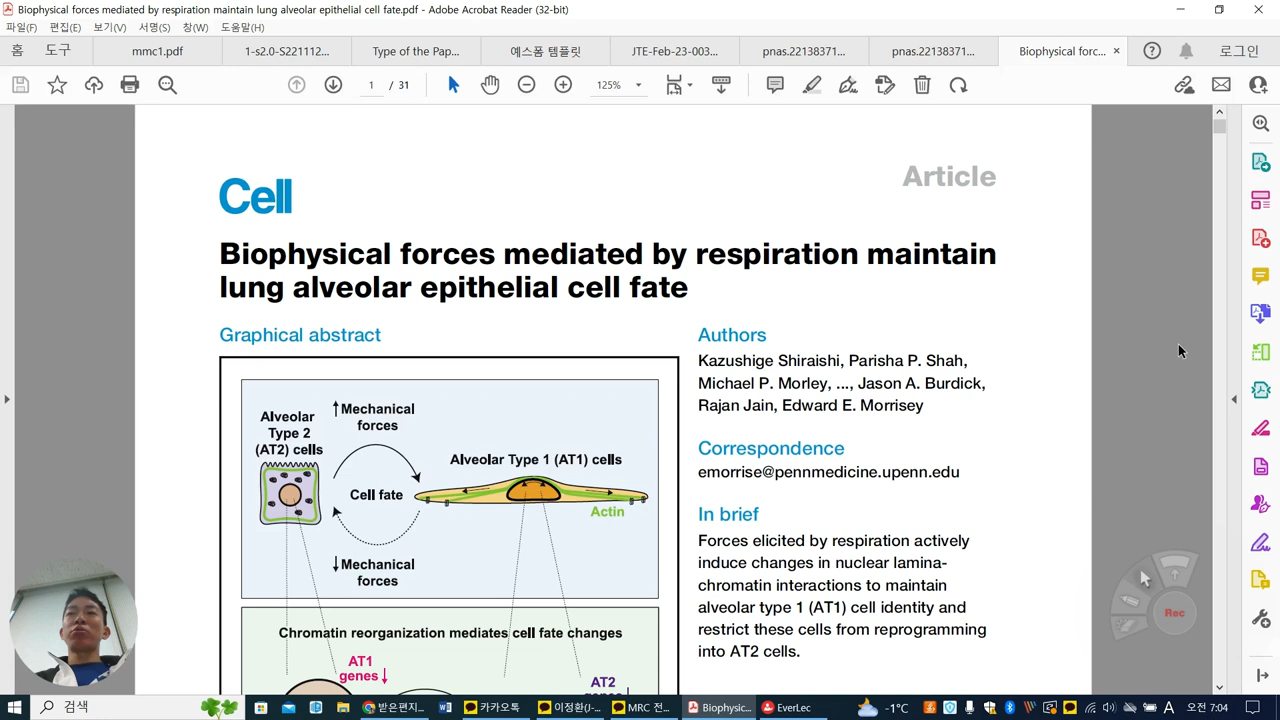 Biophysical forces mediated by respiration maintain lung alveolar epithelial cell fate.pdf - Adobe Acrobat Reader (32-bit)
파일(F) 편집(E) 보기(V) 서명(S) 창(W) 도움말(H)
홈 도구 mmc1.pdf 1-s2.0-S221112... Type of the Pap... 예스폼 템플릿 JTE-Feb-23-003... pnas.22138371... pnas.22138371... Biophysical forc... × 로그인
1 / 31 125%
Cell
Article
Biophysical forces mediated by respiration maintain
lung alveolar epithelial cell fate
Graphical abstract
Alveolar
Type 2
(AT2) cells
↑Mechanical
forces
Cell fate
↓Mechanical
forces
Alveolar Type 1 (AT1) cells
Actin
Chromatin reorganization mediates cell fate changes
AT1
genes↓
AT2
Authors
Kazushige Shiraishi, Parisha P. Shah,
Michael P. Morley, ..., Jason A. Burdick,
Rajan Jain, Edward E. Morrisey
Correspondence
emorrise@pennmedicine.upenn.edu
In brief
Forces elicited by respiration actively
induce changes in nuclear lamina-
chromatin interactions to maintain
alveolar type 1 (AT1) cell identity and
restrict these cells from reprogramming
into AT2 cells.
Rec
검색 받은편지... 카카오톡 이정환(J-... MRC 전... Biophysic... EverLec -1°C A 오전 7:04